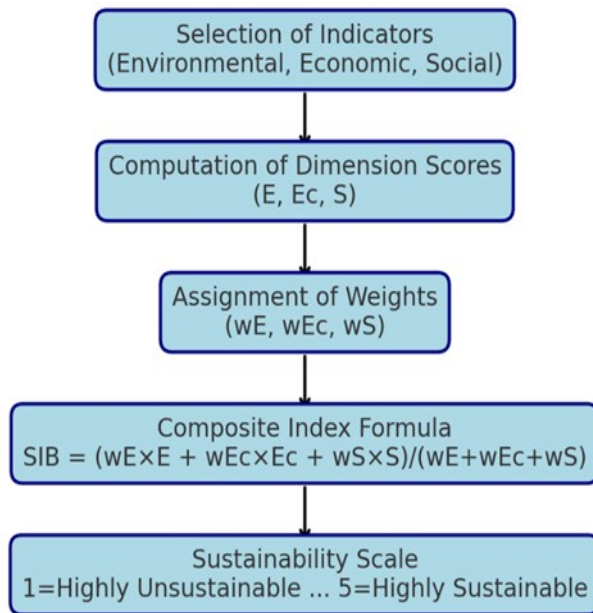 Selection of Indicators
(Environmental, Economic, Social)
Computation of Dimension Scores
(E, Ec, S)
Assignment of Weights
(wE, wEc, wS)
Composite Index Formula
SIB = (wE×E + wEc×Ec + wS×S)/(wE+wEc+wS)
Sustainability Scale
1=Highly Unsustainable ... 5=Highly Sustainable